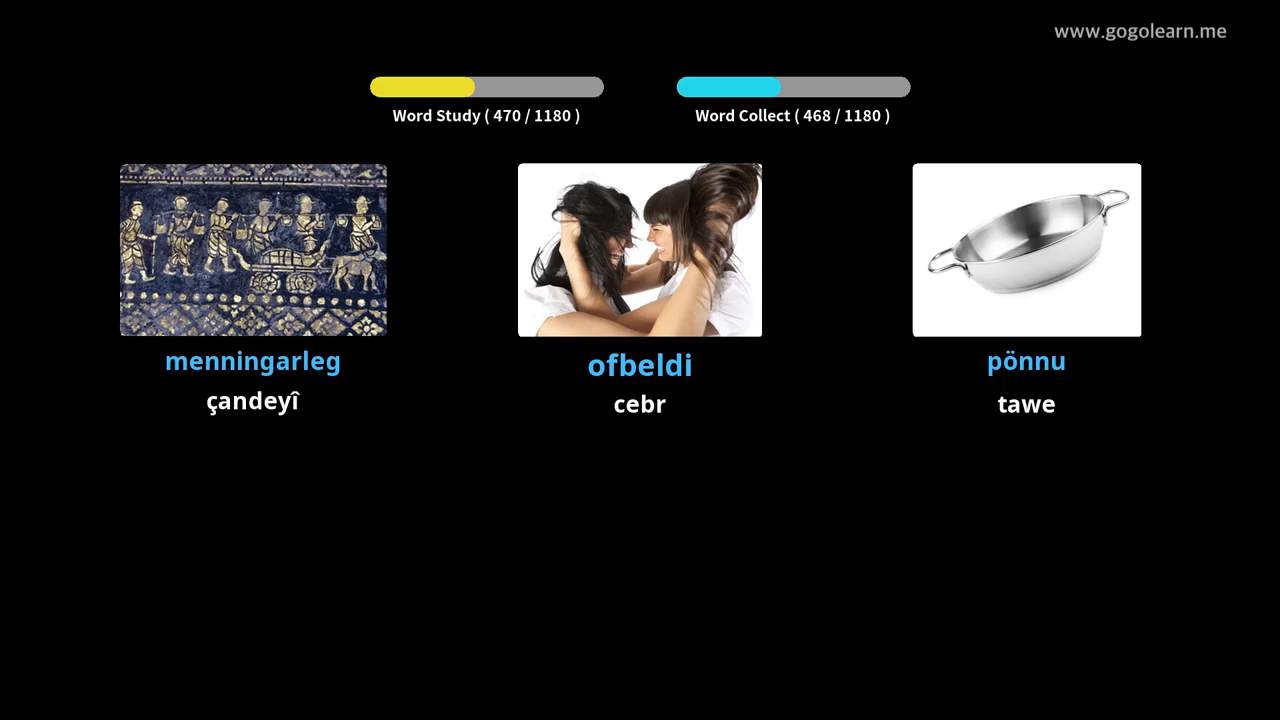 www.gogolearn.me
Word Study ( 470 / 1180 )
Word Collect ( 468 / 1180 )
menningarleg
çandeyî
ofbeldi
cebr
pönnu
tawe